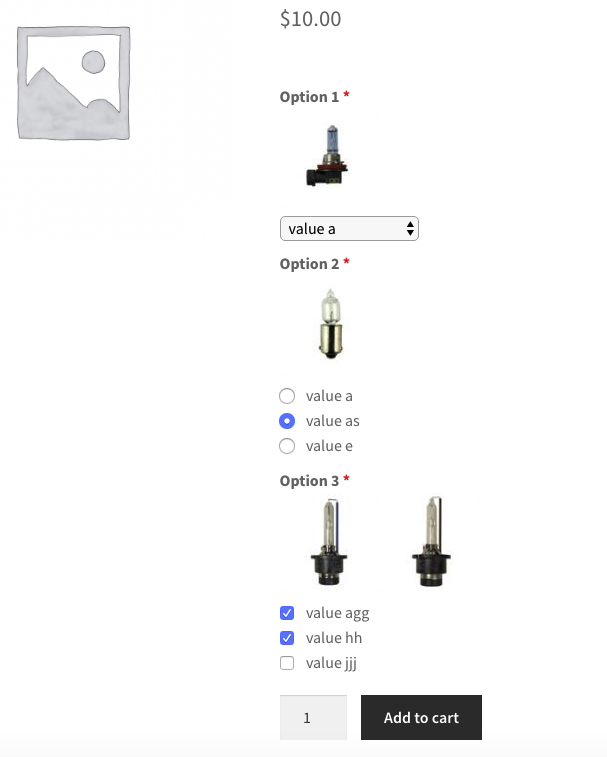 $10.00
Option 1 *
value a
Option 2 *
value a
value as
value e
Option 3 *
value agg
value hh
value jjj
1 Add to cart